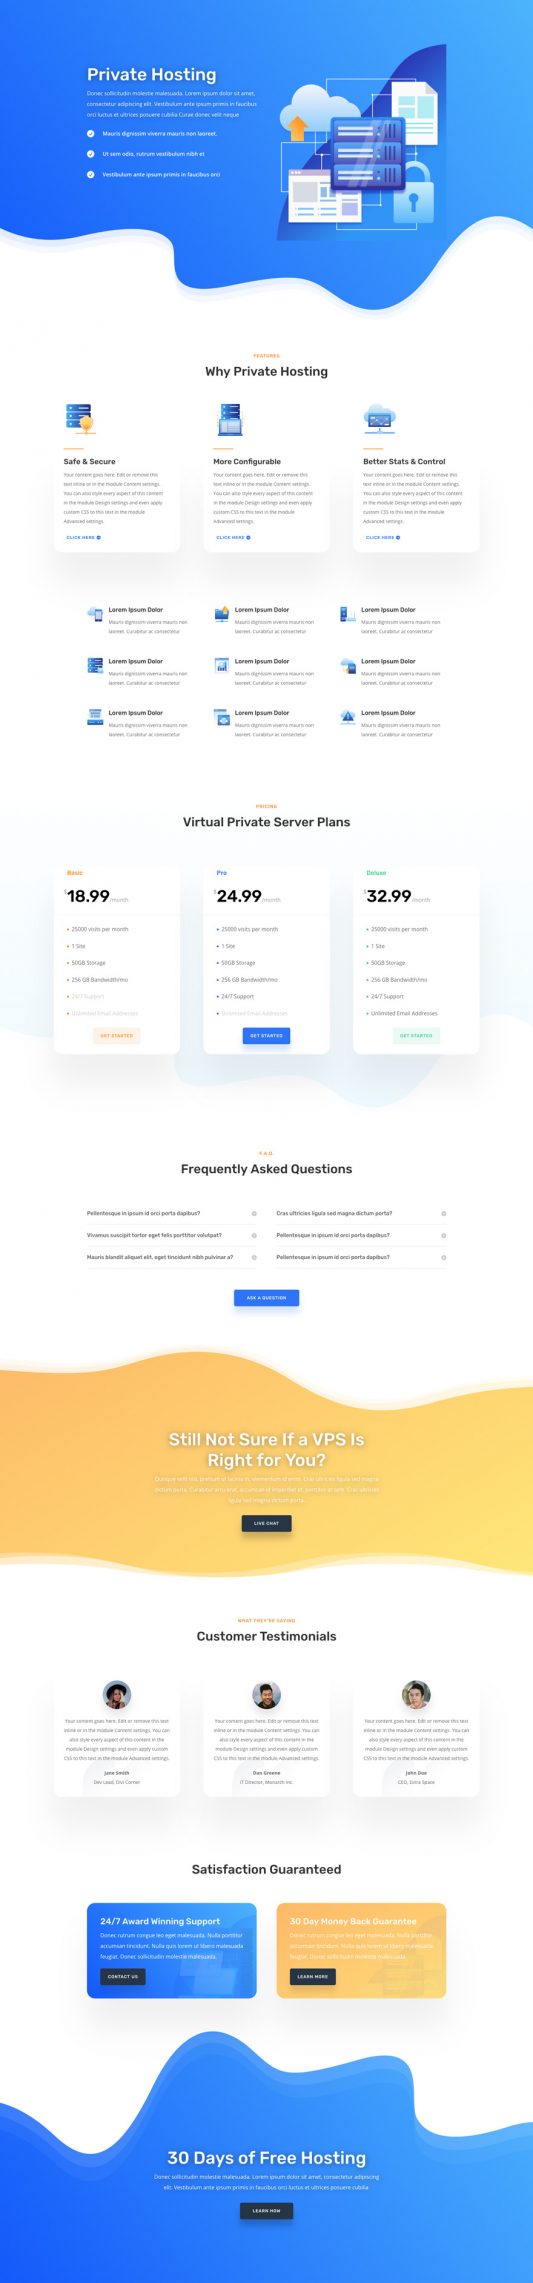 Private Hosting
Donec sollicitudin molestie malesuada. Lorem ipsum dolor sit amet,
consectetur adipiscing elit. Vestibulum ante ipsum primis in faucibus
orci luctus et ultrices posuere cubilia Curae donec velit neque
Mauris dignissim viverra mauris non laoreet.
Ut sem odio, rutrum vestibulum nibh et
Vestibulum ante ipsum primis in faucibus orci
FEATURES
Why Private Hosting
Safe & Secure
Your content goes here. Edit or remove this
text inline or in the module Content settings.
You can also style every aspect of this content
in the module Design settings and even apply
custom CSS to this text in the module
Advanced settings.
CLICK HERE
More Configurable
Your content goes here. Edit or remove this
text inline or in the module Content settings.
You can also style every aspect of this content
in the module Design settings and even apply
custom CSS to this text in the module
Advanced settings.
CLICK HERE
Better Stats & Control
Your content goes here. Edit or remove this
text inline or in the module Content settings.
You can also style every aspect of this content
in the module Design settings and even apply
custom CSS to this text in the module
Advanced settings.
CLICK HERE
Lorem Ipsum Dolor
Mauris dignissim viverra mauris non
laoreet. Curabitur ac consectetur
Lorem Ipsum Dolor
Mauris dignissim viverra mauris non
laoreet. Curabitur ac consectetur
Lorem Ipsum Dolor
Mauris dignissim viverra mauris non
laoreet. Curabitur ac consectetur
Lorem Ipsum Dolor
Mauris dignissim viverra mauris non
laoreet. Curabitur ac consectetur
Lorem Ipsum Dolor
Mauris dignissim viverra mauris non
laoreet. Curabitur ac consectetur
Lorem Ipsum Dolor
Mauris dignissim viverra mauris non
laoreet. Curabitur ac consectetur
Lorem Ipsum Dolor
Mauris dignissim viverra mauris non
laoreet. Curabitur ac consectetur
Lorem Ipsum Dolor
Mauris dignissim viverra mauris non
laoreet. Curabitur ac consectetur
Lorem Ipsum Dolor
Mauris dignissim viverra mauris non
laoreet. Curabitur ac consectetur
PRICING
Virtual Private Server Plans
Basic
$18.99/month
25000 visits per month
1 Site
50GB Storage
256 GB Bandwidth/mo
24/7 Support
Unlimited Email Addresses
GET STARTED
Pro
$24.99/month
25000 visits per month
1 Site
50GB Storage
256 GB Bandwidth/mo
24/7 Support
Unlimited Email Addresses
GET STARTED
Deluxe
$32.99/month
25000 visits per month
1 Site
50GB Storage
256 GB Bandwidth/mo
24/7 Support
Unlimited Email Addresses
GET STARTED
F.A.Q.
Frequently Asked Questions
Pellentesque in ipsum id orci porta dapibus?
Cras ultricies ligula sed magna dictum porta?
Vivamus suscipit tortor eget felis porttitor volutpat?
Pellentesque in ipsum id orci porta dapibus?
Mauris blandit aliquet elit, eget tincidunt nibh pulvinar a?
Pellentesque in ipsum id orci porta dapibus?
ASK A QUESTION
Still Not Sure If a VPS Is
Right for You?
Quisque velit nisi, pretium ut lacinia in, elementum id enim. Cras ultricies ligula sed magna
dictum porta. Curabitur arcu erat, accumsan id imperdiet et, porttitor at sem. Cras ultricies
ligula sed magna dictum porta.
LIVE CHAT
WHAT THEY'RE SAYING
Customer Testimonials
Your content goes here. Edit or remove this text
inline or in the module Content settings. You can
also style every aspect of this content in the
module Design settings and even apply custom
CSS to this text in the module Advanced settings.
Jane Smith
Dev Lead, Divi Corner
Your content goes here. Edit or remove this text
inline or in the module Content settings. You can
also style every aspect of this content in the
module Design settings and even apply custom
CSS to this text in the module Advanced settings.
Dan Greene
IT Director, Monarch Inc.
Your content goes here. Edit or remove this text
inline or in the module Content settings. You can
also style every aspect of this content in the
module Design settings and even apply custom
CSS to this text in the module Advanced settings.
John Doe
CEO, Extra Space
Satisfaction Guaranteed
24/7 Award Winning Support
Donec rutrum congue leo eget malesuada. Nulla porttitor
accumsan tincidunt. Nulla quis lorem ut libero malesuada
feugiat. Donec sollicitudin molestie malesuada.
CONTACT US
30 Day Money Back Guarantee
Donec rutrum congue leo eget malesuada. Nulla porttitor
accumsan tincidunt. Nulla quis lorem ut libero malesuada
feugiat. Donec sollicitudin molestie malesuada.
LEARN MORE
30 Days of Free Hosting
Donec sollicitudin molestie malesuada. Lorem ipsum dolor sit amet, consectetur adipiscing
elit. Vestibulum ante ipsum primis in faucibus orci luctus et ultrices posuere cubilia
LEARN HOW